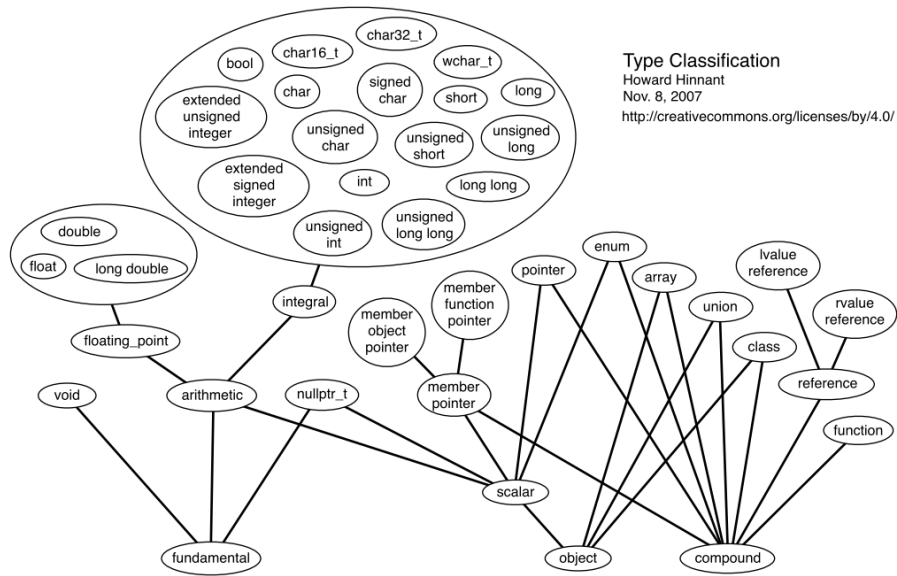 Type Classification
Howard Hinnant
Nov. 8, 2007
http://creativecommons.org/licenses/by/4.0/
char32_t
char16_t
bool
wchar_t
char
signed
char
short
long
extended
unsigned
integer
unsigned
char
unsigned
short
unsigned
long
extended
signed
integer
int
long long
unsigned
int
unsigned
long long
double
float
long double
integral
floating_point
member
object
pointer
member
function
pointer
pointer
enum
array
union
class
lvalue
reference
rvalue
reference
void
arithmetic
nullptr_t
member
pointer
reference
function
scalar
fundamental
object
compound